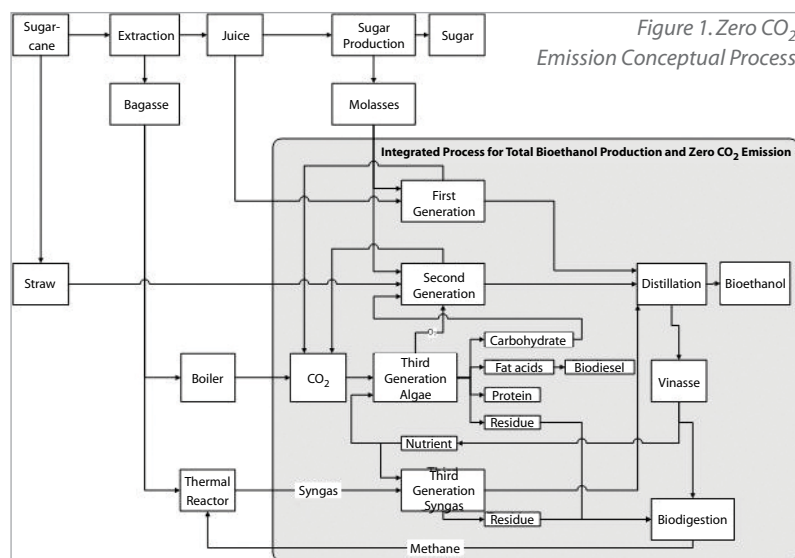 Figure 1. Zero CO2
Emission Conceptual Process
Sugar-
cane
Extraction
Juice
Sugar
Production
Sugar
Bagasse
Molasses
Integrated Process for Total Bioethanol Production and Zero CO2 Emission
First
Generation
Straw
Second
Generation
Distillation
Bioethanol
O2
Carbohydrate
Boiler
CO2
Third
Generation
Algae
Fat acids
Biodiesel
Protein
Residue
Vinasse
Nutrient
Thermal
Reactor
Syngas
Third
Generation
Syngas
Residue
Biodigestion
Methane